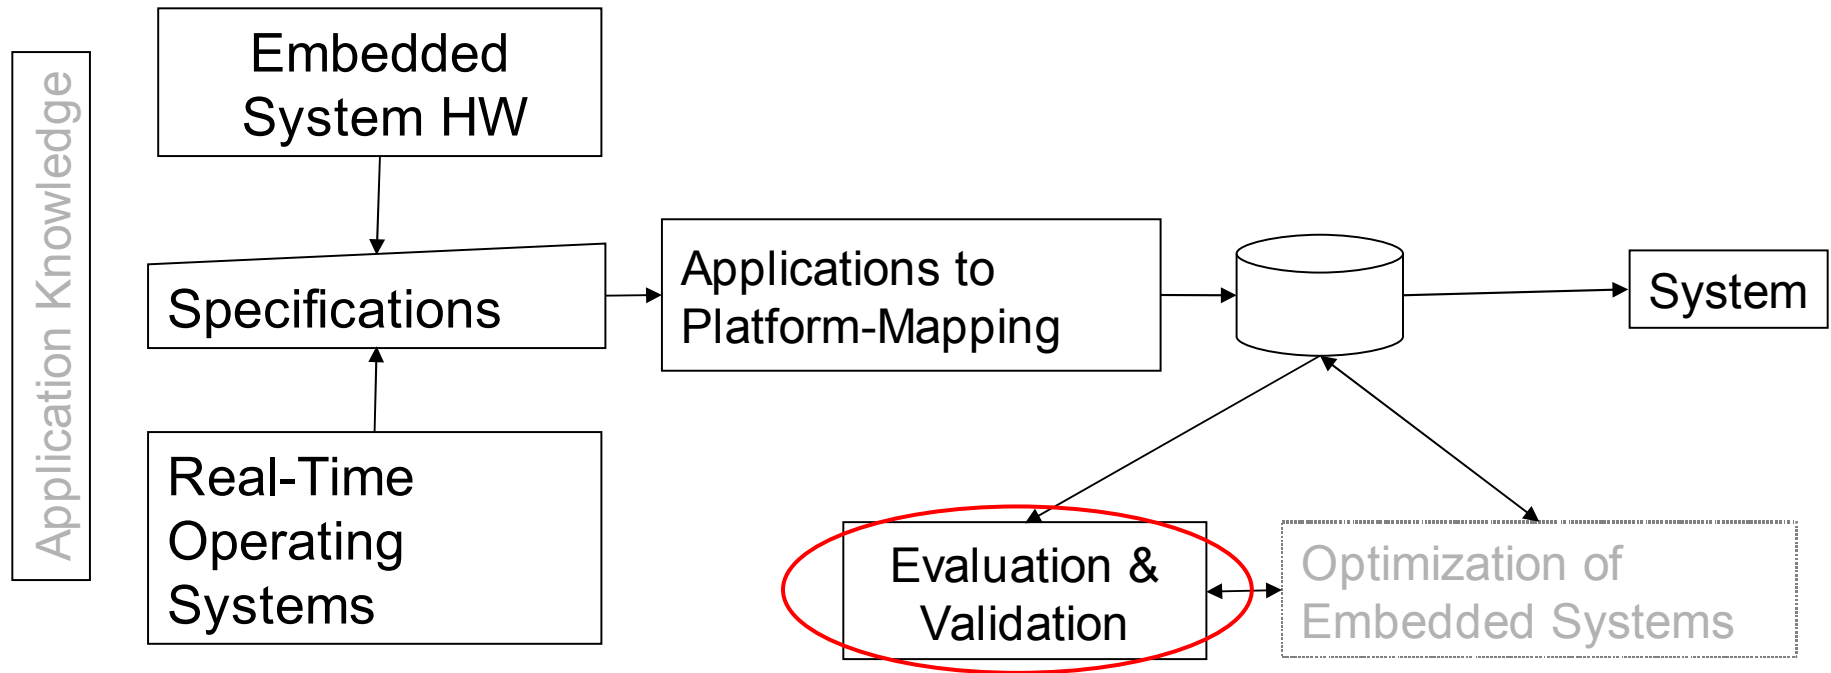 Application Knowledge
Embedded
System HW
Specifications
Real-Time
Operating
Systems
Applications to
Platform-Mapping
System
Evaluation &
Validation
Optimization of
Embedded Systems